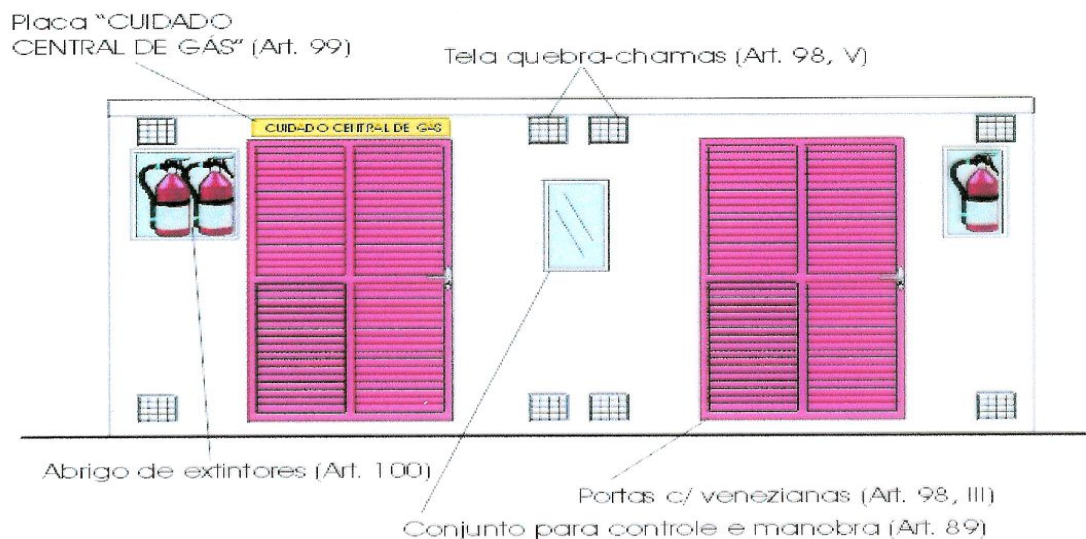 Placa "CUIDADO
CENTRAL DE GÁS" (Art. 99)
Tela quebra-chamas (Art. 98, V)
CUIDADO CENTRAL DE GÁS
Abrigo de extintores (Art. 100)
Portas c/ venezianas (Art. 98, III)
Conjunto para controle e manobra (Art. 89)